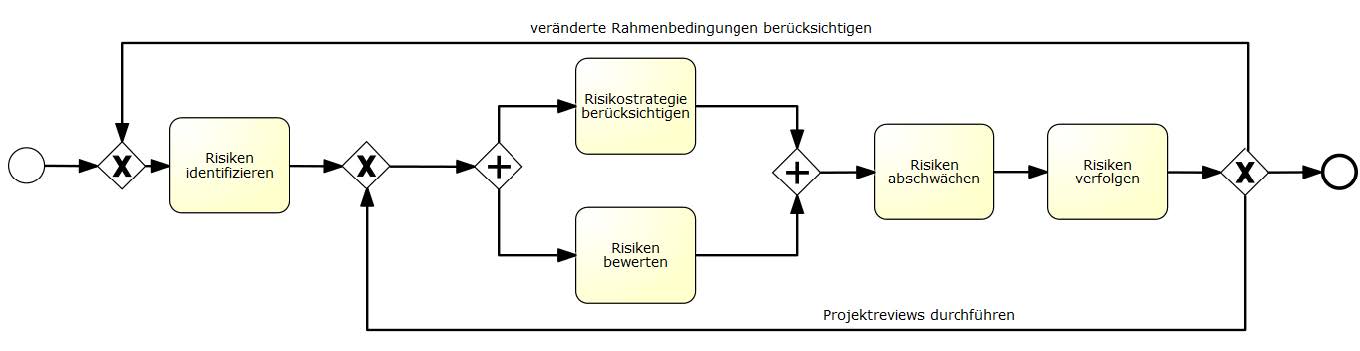 veränderte Rahmenbedingungen berücksichtigen
Risiken
identifizieren
Risikostrategie
berücksichtigen
Risiken
bewerten
Risiken
abschwächen
Risiken
verfolgen
Projektreviews durchführen